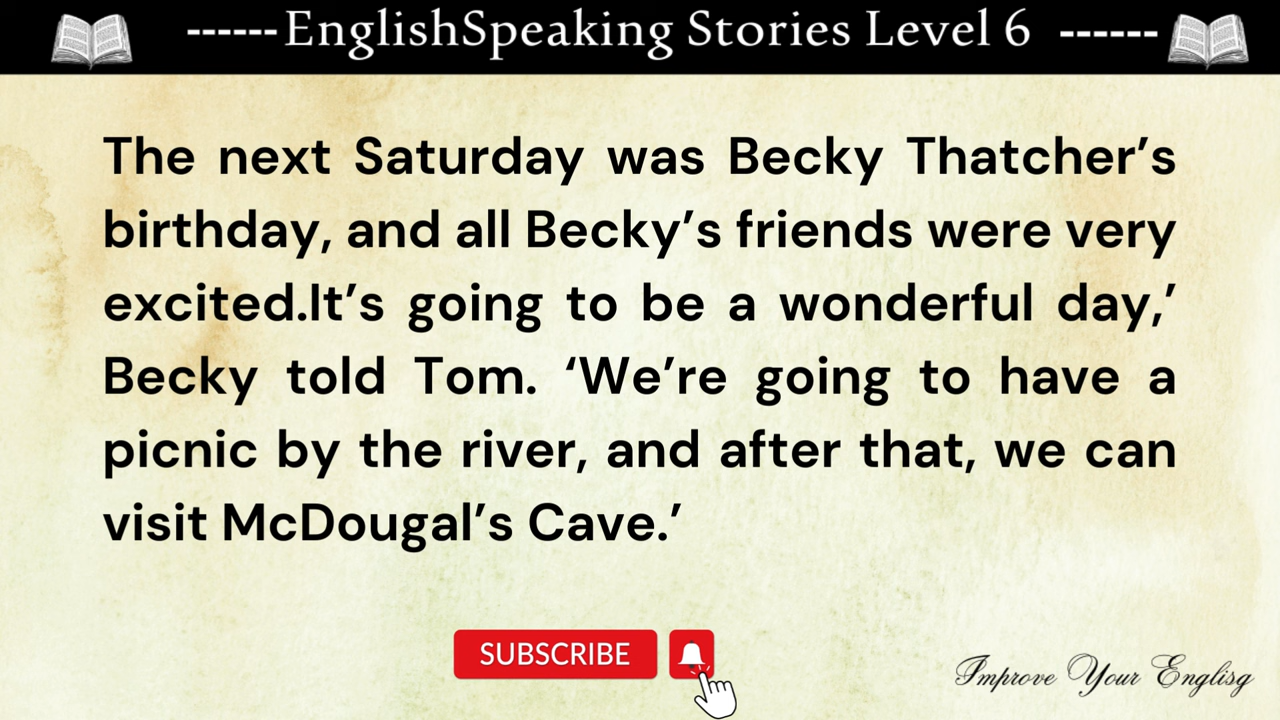 ------EnglishSpeaking Stories Level 6 ------
The next Saturday was Becky Thatcher’s
birthday, and all Becky’s friends were very
excited.It’s going to be a wonderful day,’
Becky told Tom. ‘We’re going to have a
picnic by the river, and after that, we can
visit McDougal’s Cave.’
SUBSCRIBE
Improve Your Englisg